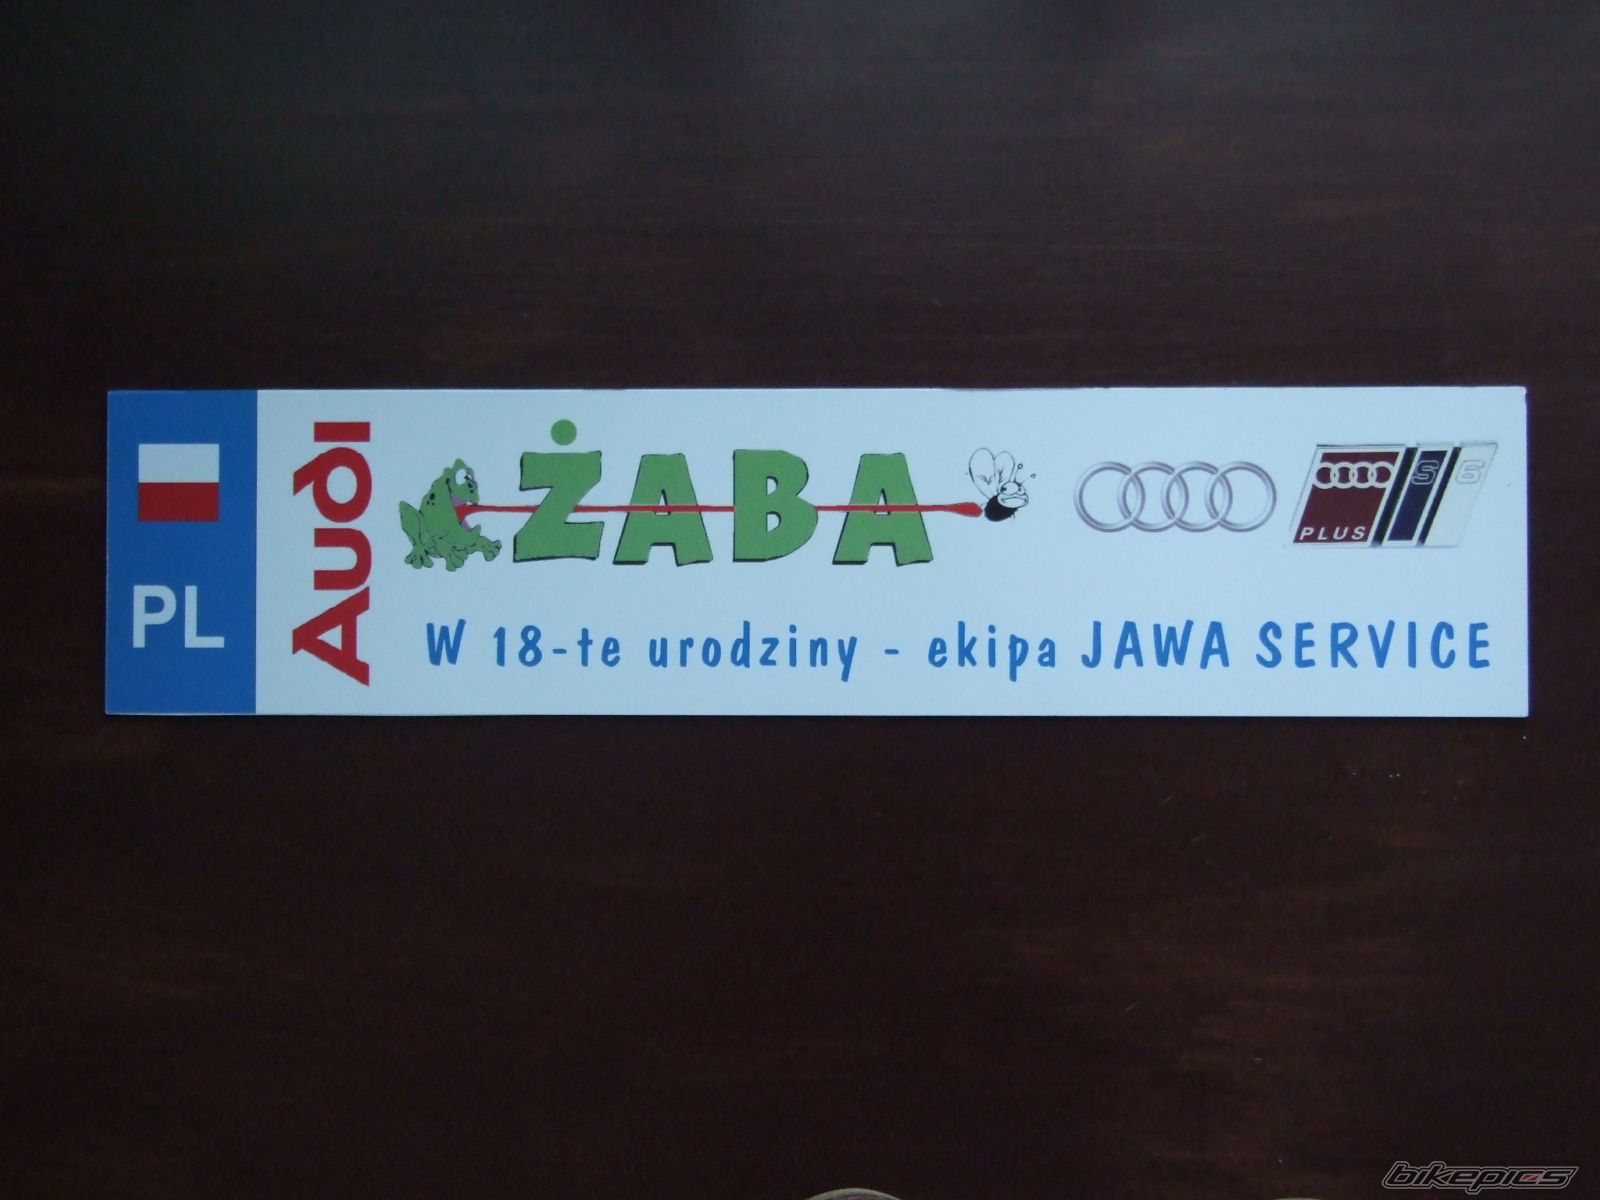 PL
Audi
ŻABA
PLUS S6
W 18-te urodziny - ekipa JAWA SERVICE
bikepics